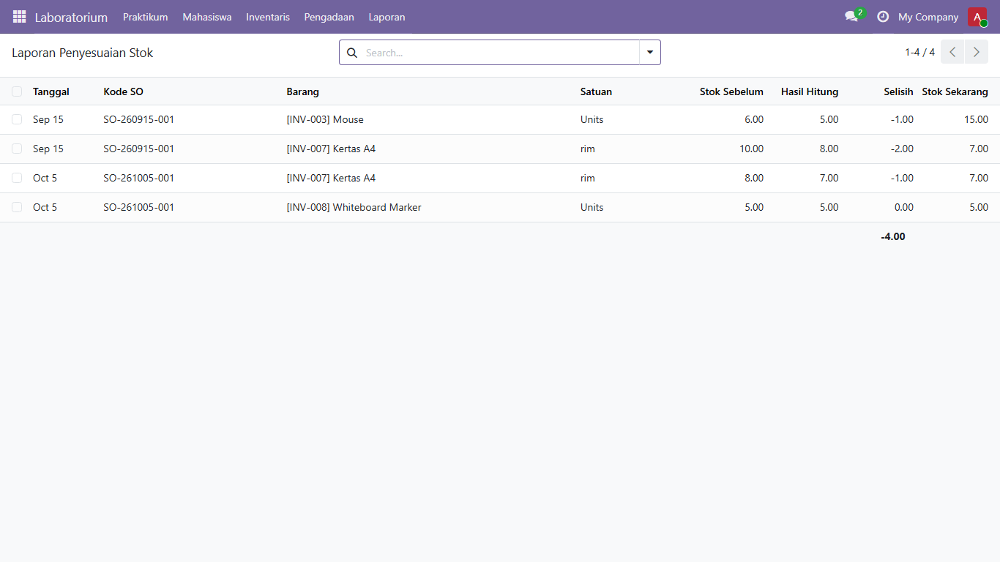 Laboratorium Praktikum Mahasiswa Inventaris Pengadaan Laporan 2 My Company A
Laporan Penyesuaian Stok Search... 1-4 / 4
Tanggal Kode SO Barang Satuan Stok Sebelum Hasil Hitung Selisih Stok Sekarang
Sep 15 SO-260915-001 [INV-003] Mouse Units 6.00 5.00 -1.00 15.00
Sep 15 SO-260915-001 [INV-007] Kertas A4 rim 10.00 8.00 -2.00 7.00
Oct 5 SO-261005-001 [INV-007] Kertas A4 rim 8.00 7.00 -1.00 7.00
Oct 5 SO-261005-001 [INV-008] Whiteboard Marker Units 5.00 5.00 0.00 5.00
-4.00